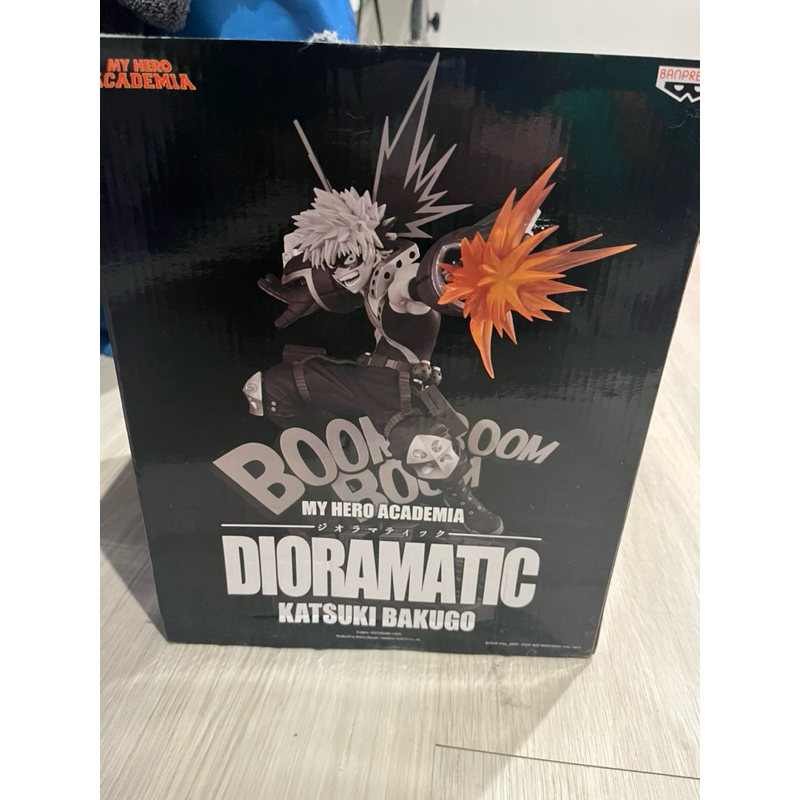 MY HERO
ACADEMIA
BANPRE
BOOM BOOM
BOOM
MY HERO ACADEMIA
ジオラマティック
DIORAMATIC
KATSUKI BAKUGO